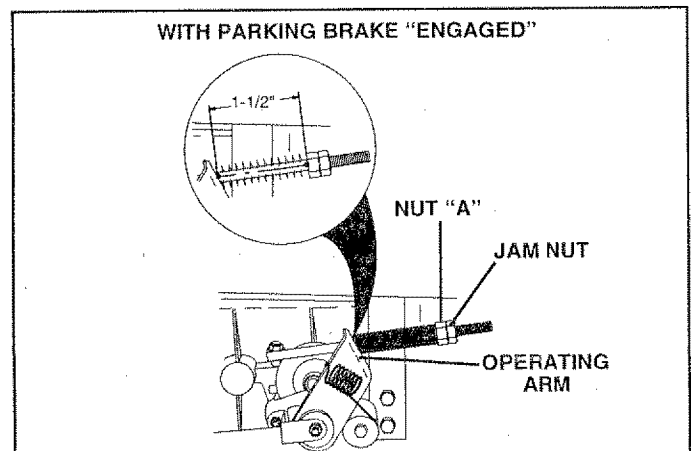 WITH PARKING BRAKE "ENGAGED"
1-1/2"
NUT "A"
JAM NUT
OPERATING
ARM